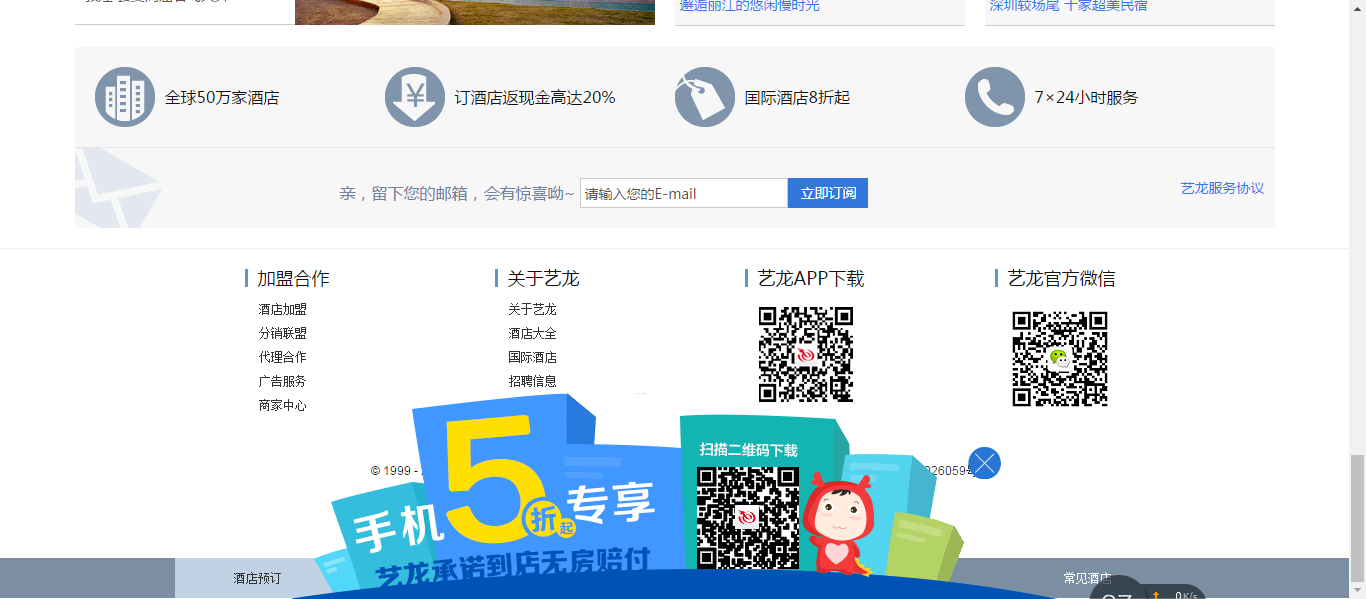 邂逅丽江的悠闲慢时光
深圳较场尾 十家超美民宿
全球50万家酒店
订酒店返现金高达20%
国际酒店8折起
7×24小时服务
亲，留下您的邮箱，会有惊喜呦~
请输入您的E-mail
立即订阅
艺龙服务协议
加盟合作
酒店加盟
分销联盟
代理合作
广告服务
商家中心
关于艺龙
关于艺龙
酒店大全
国际酒店
招聘信息
艺龙APP下载
艺龙官方微信
© 1999 -
026059号
手机5折起专享
艺龙承诺到店无房赔付
扫描二维码下载
酒店预订
常见酒店
0K/s